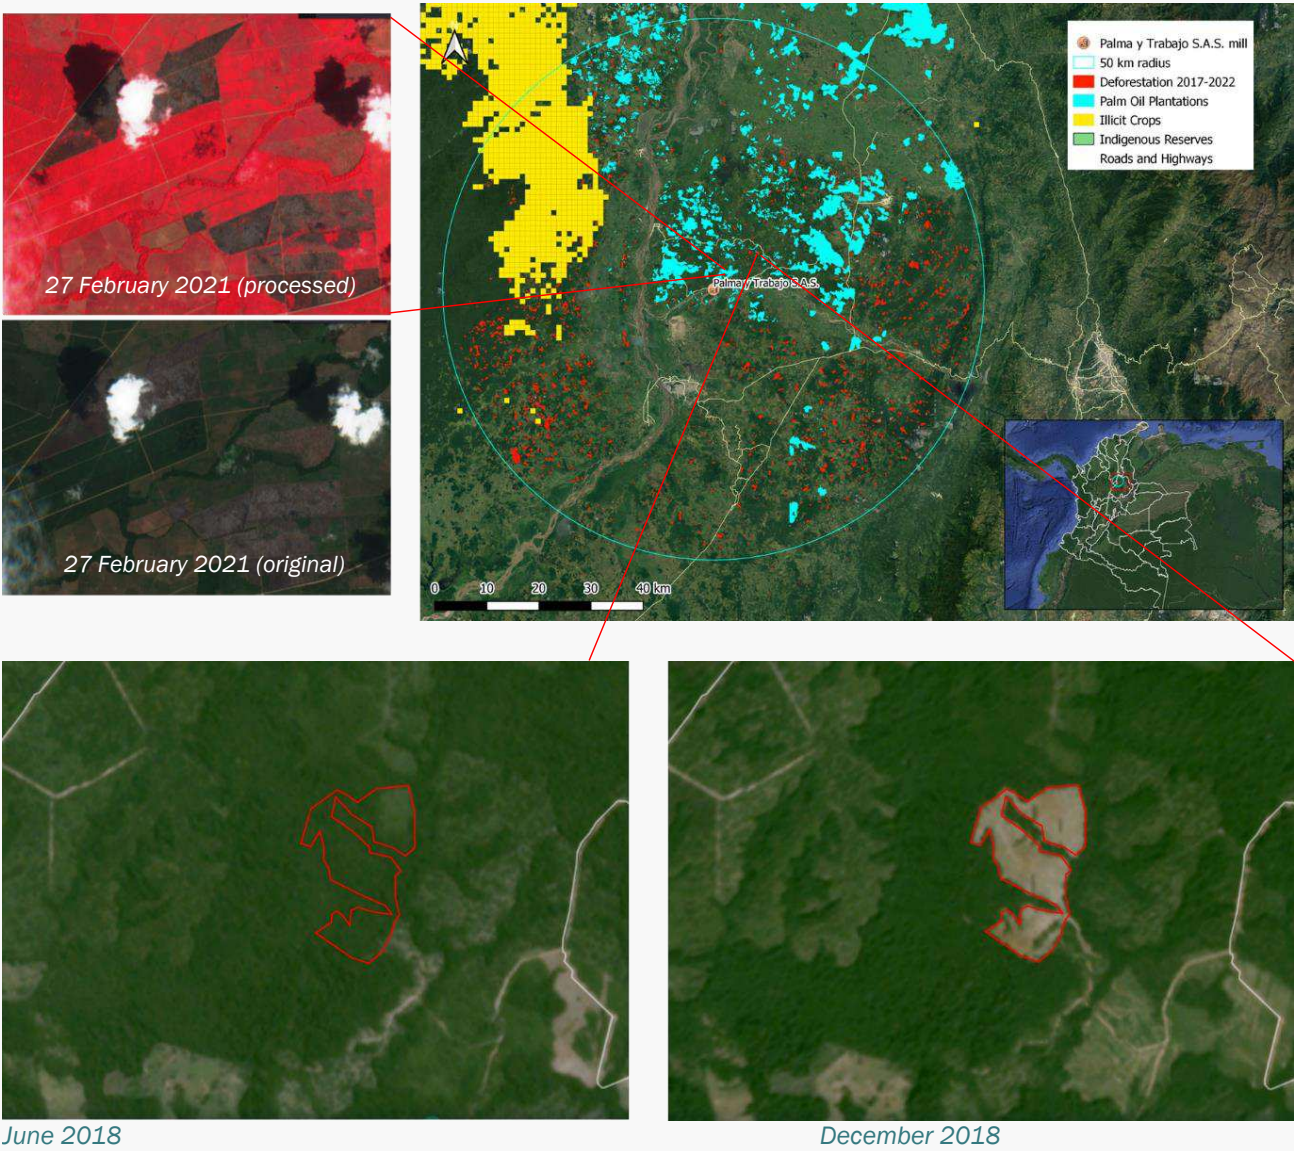 27 February 2021 (processed)
27 February 2021 (original)
N
Palma y Trabajo S.A.S. mill
50 km radius
Deforestation 2017-2022
Palm Oil Plantations
Illicit Crops
Indigenous Reserves
Roads and Highways
Palma y Trabajo S.A.S.
0 10 20 30 40 km
June 2018
December 2018